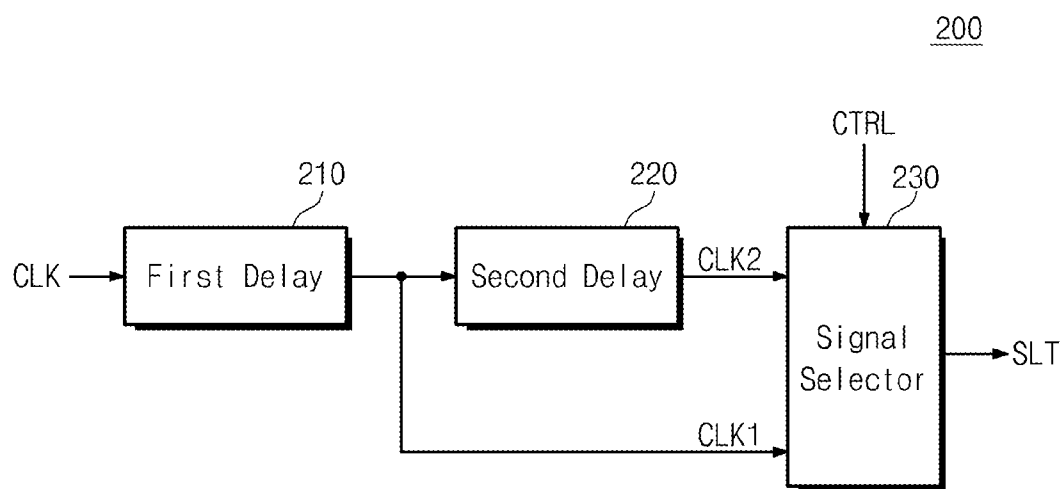 200
CTRL
210
220
230
CLK
First Delay
Second Delay
CLK2
Signal
Selector
SLT
CLK1